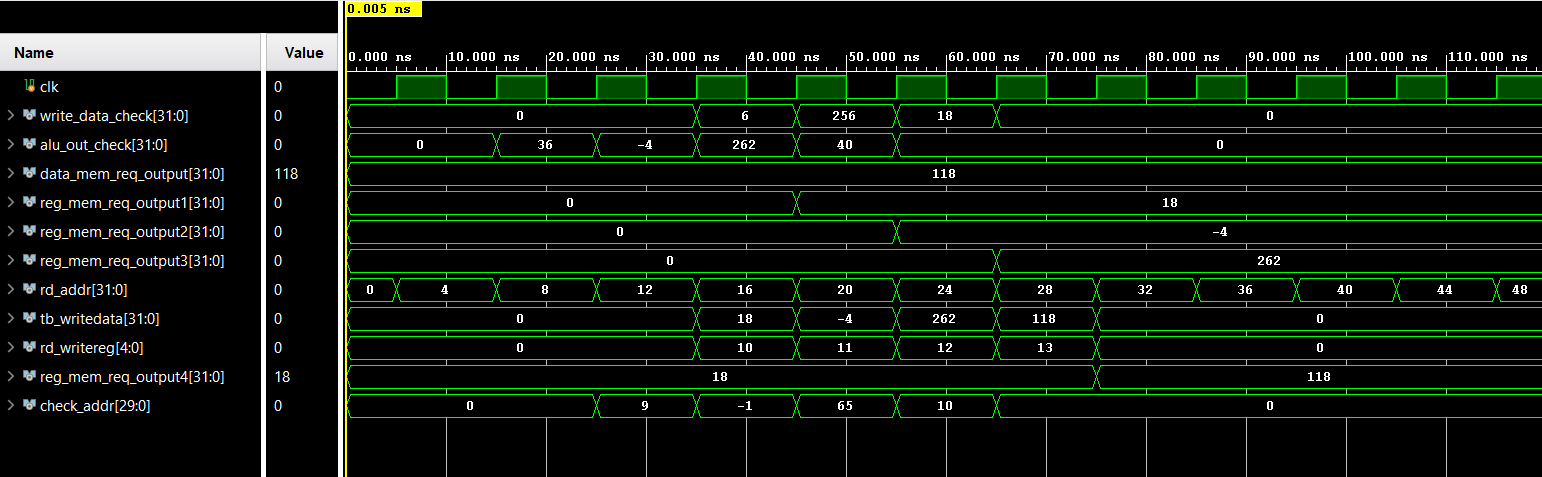 0.005 ns
Name Value 0.000 ns 10.000 ns 20.000 ns 30.000 ns 40.000 ns 50.000 ns 60.000 ns 70.000 ns 80.000 ns 90.000 ns 100.000 ns 110.000 ns
clk 0
write_data_check[31:0] 0 0 6 256 18 0
alu_out_check[31:0] 0 0 36 -4 262 40 0
data_mem_req_output[31:0] 118 118
reg_mem_req_output1[31:0] 0 0 18
reg_mem_req_output2[31:0] 0 0 -4
reg_mem_req_output3[31:0] 0 0 262
rd_addr[31:0] 0 0 4 8 12 16 20 24 28 32 36 40 44 48
tb_writedata[31:0] 0 0 18 -4 262 118 0
rd_writereg[4:0] 0 0 10 11 12 13 0
reg_mem_req_output4[31:0] 18 18 118
check_addr[29:0] 0 0 9 -1 65 10 0